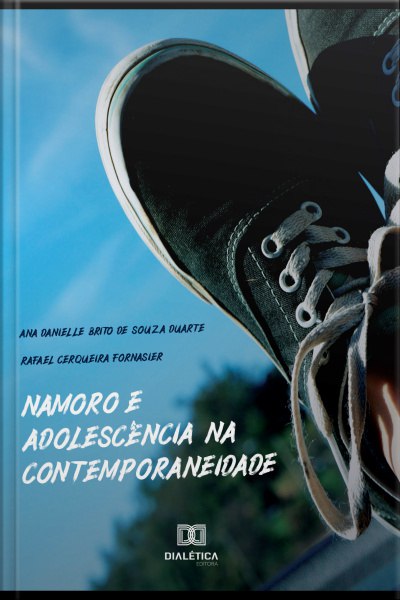 ANA DANIELLE BRITO DE SOUZA DUARTE
RAFAEL CERQUEIRA FORNASIER
NAMORO E
ADOLESCÊNCIA NA
CONTEMPORANEIDADE
DIALÉTICA
EDITORA